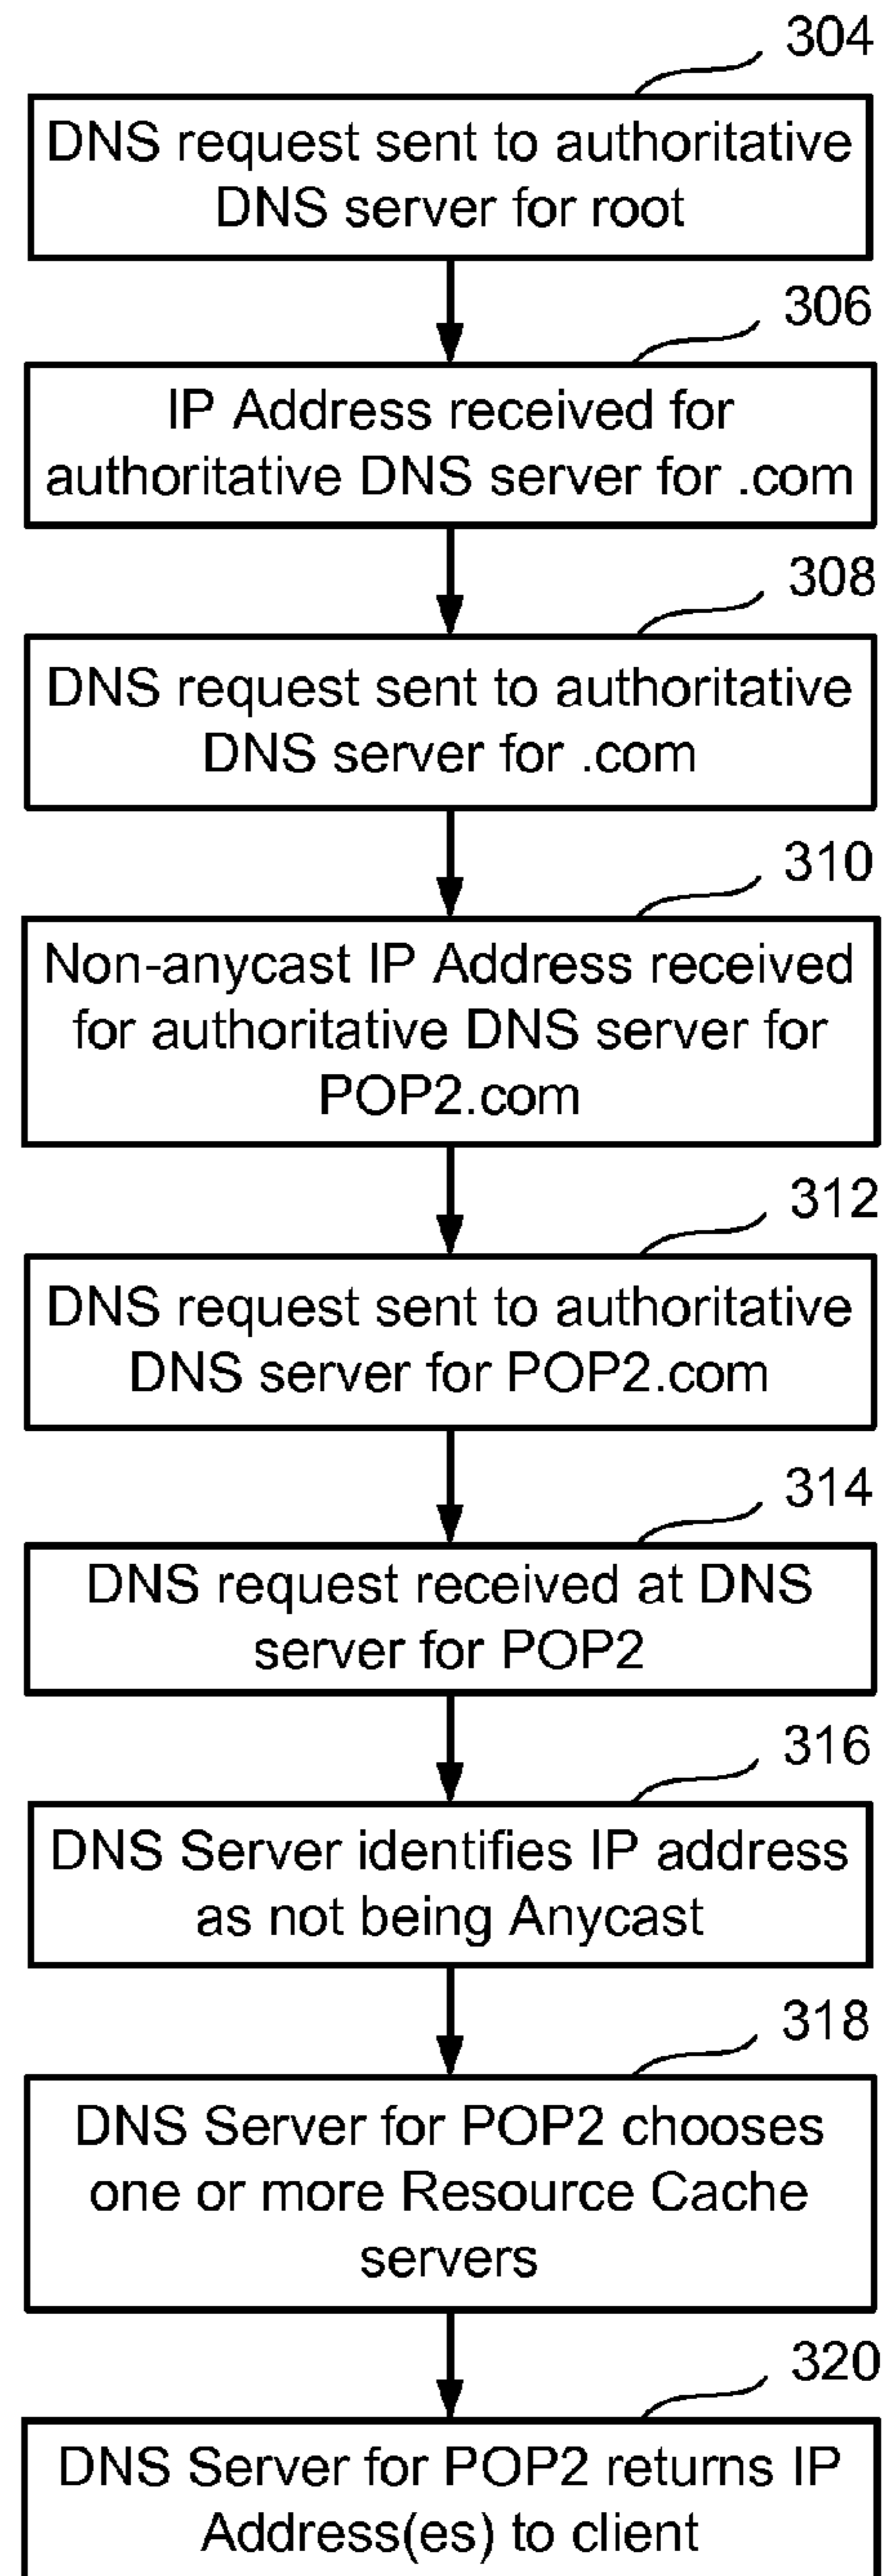 304
DNS request sent to authoritative
DNS server for root
306
IP Address received for
authoritative DNS server for .com
308
DNS request sent to authoritative
DNS server for .com
310
Non-anycast IP Address received
for authoritative DNS server for
POP2.com
312
DNS request sent to authoritative
DNS server for POP2.com
314
DNS request received at DNS
server for POP2
316
DNS Server identifies IP address
as not being Anycast
318
DNS Server for POP2 chooses
one or more Resource Cache
servers
320
DNS Server for POP2 returns IP
Address(es) to client